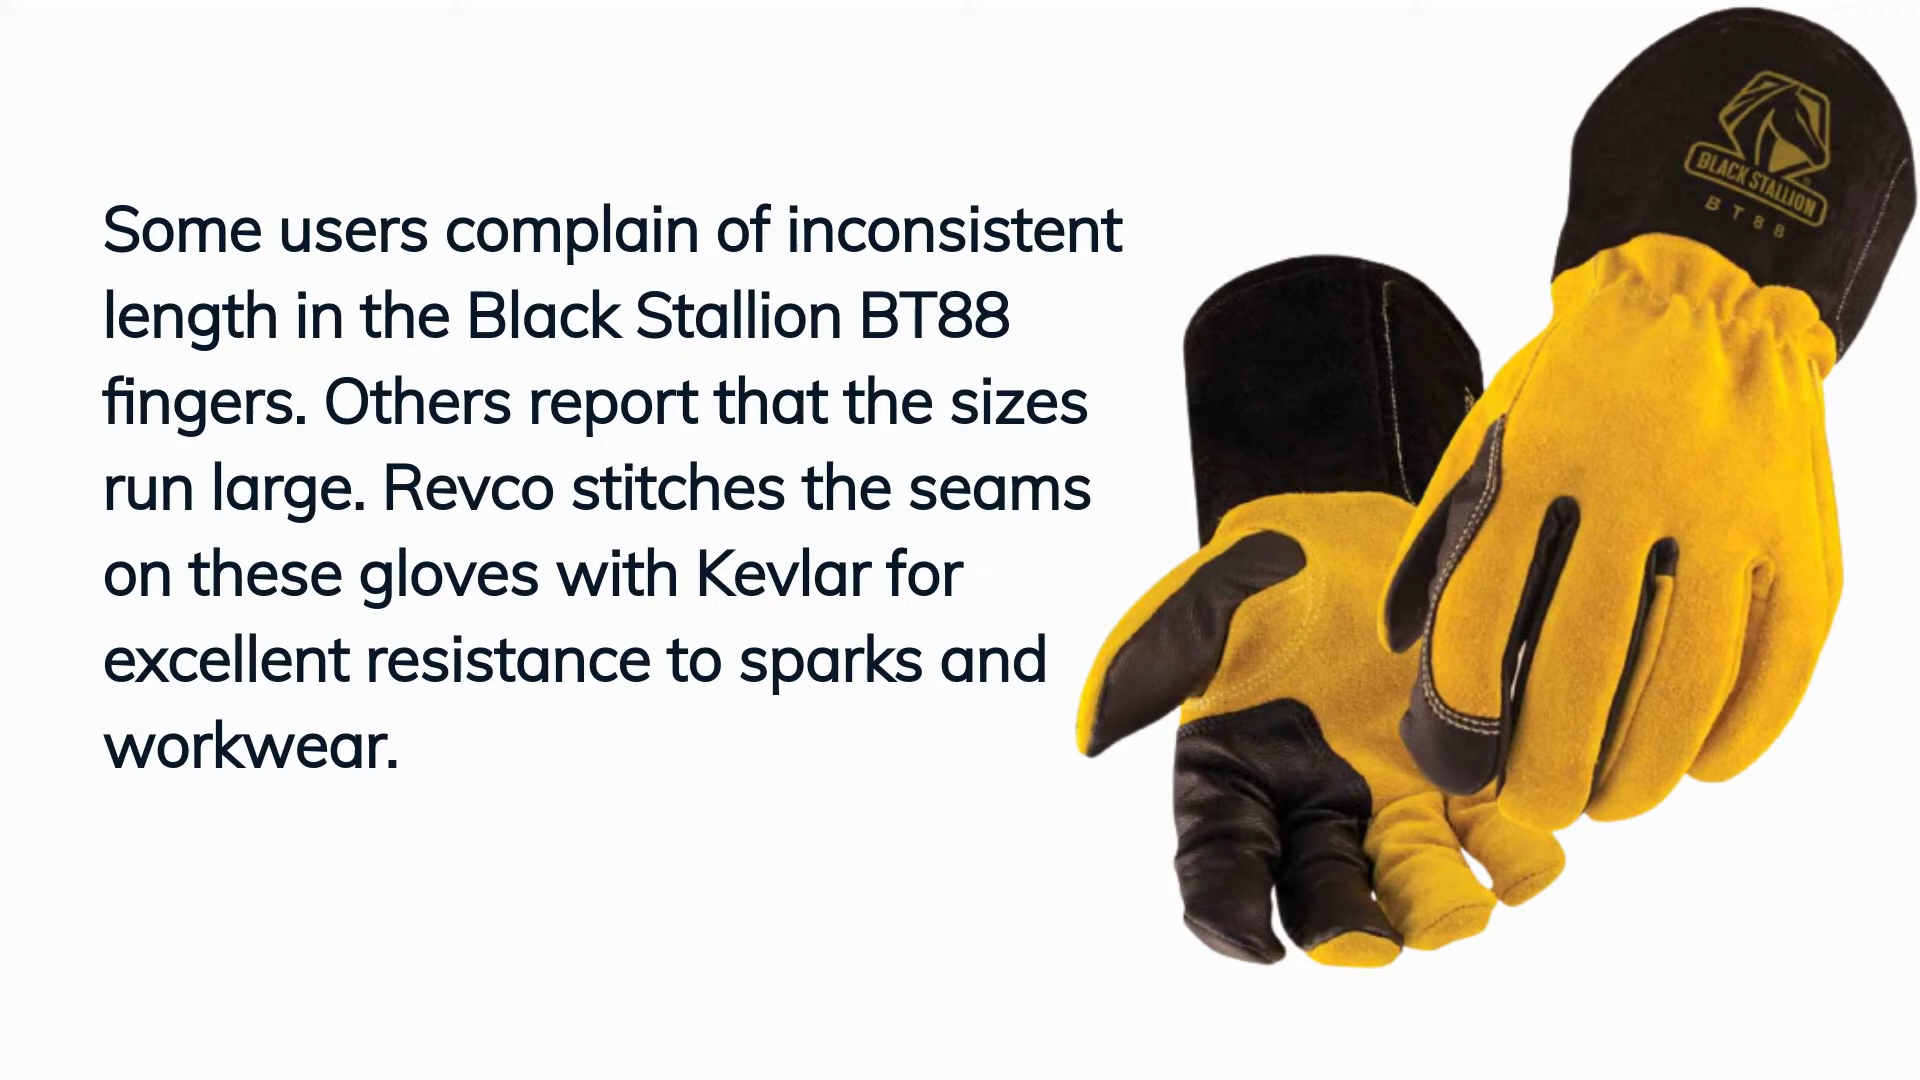 Some users complain of inconsistent
length in the Black Stallion BT88
fingers. Others report that the sizes
run large. Revco stitches the seams
on these gloves with Kevlar for
excellent resistance to sparks and
workwear.
BLACK STALLION
BT88